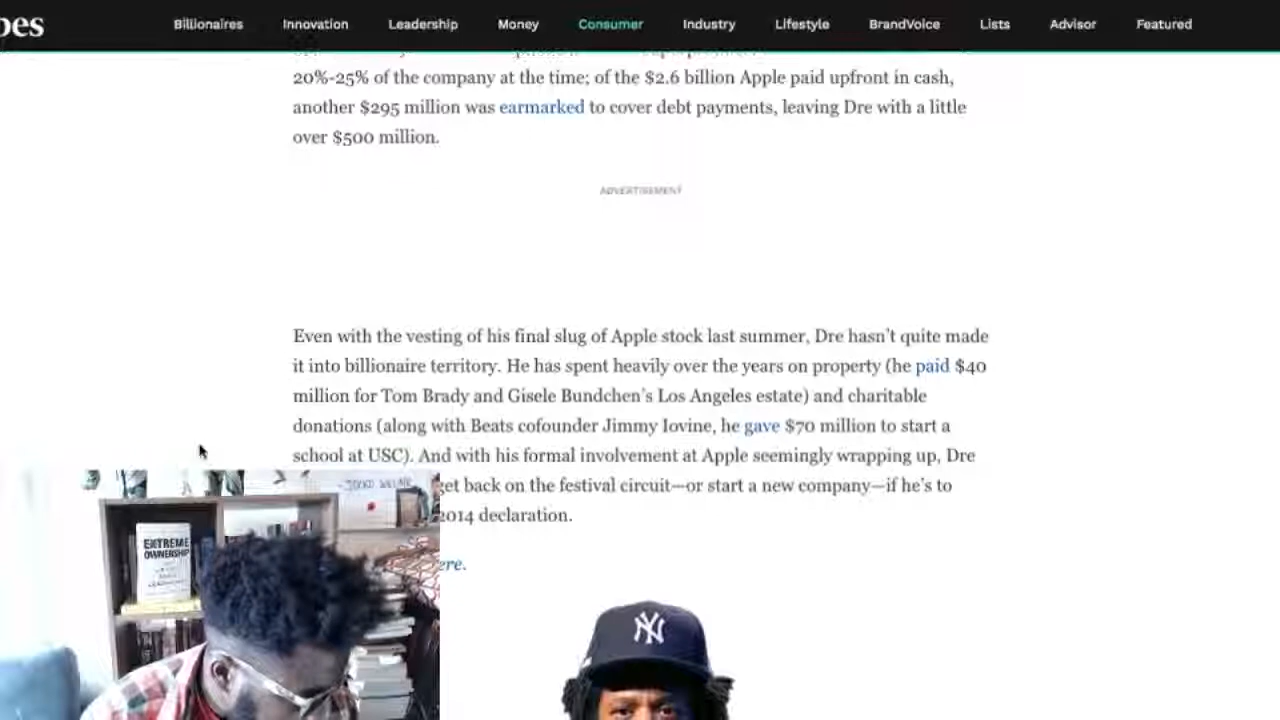 bes
Billionaires Innovation Leadership Money Consumer Industry Lifestyle BrandVoice Lists Advisor Featured
20%-25% of the company at the time; of the $2.6 billion Apple paid upfront in cash,
another $295 million was earmarked to cover debt payments, leaving Dre with a little
over $500 million.
ADVERTISEMENT
Even with the vesting of his final slug of Apple stock last summer, Dre hasn't quite made
it into billionaire territory. He has spent heavily over the years on property (he paid $40
million for Tom Brady and Gisele Bundchen's Los Angeles estate) and charitable
donations (along with Beats cofounder Jimmy Iovine, he gave $70 million to start a
school at USC). And with his formal involvement at Apple seemingly wrapping up, Dre
get back on the festival circuit—or start a new company—if he's to
2014 declaration.
ere.
EXTREME
OWNERSHIP
NY